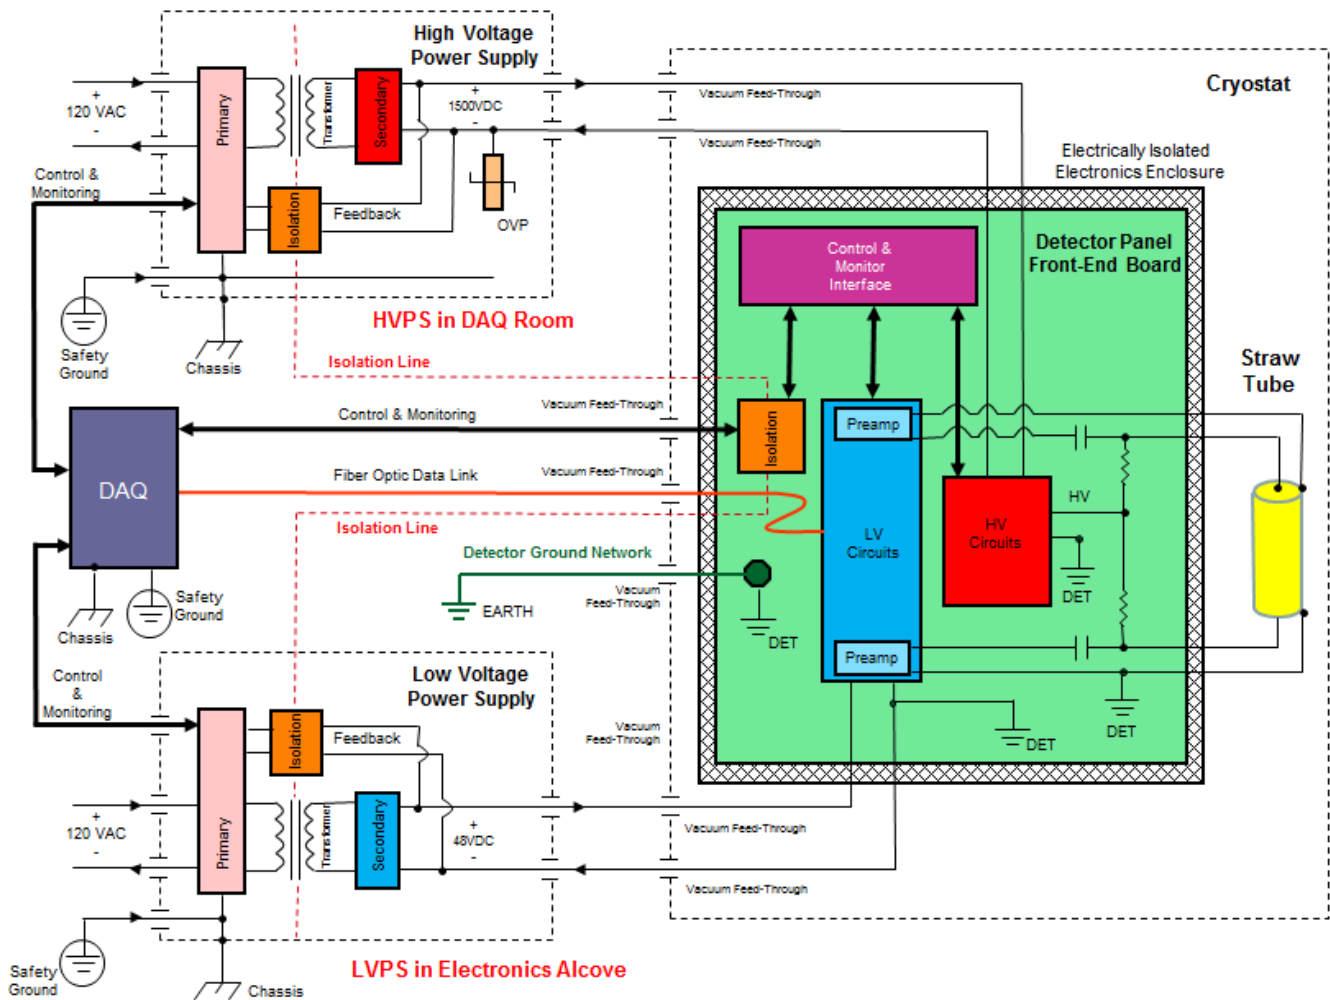 High Voltage
Power Supply
Cryostat
+
120 VAC
-
Primary
Transformer
Secondary
+
1500VDC
-
Vacuum Feed-Through
Vacuum Feed-Through
Electrically Isolated
Electronics Enclosure
Control &
Monitoring
Isolation
Feedback
OVP
Control &
Monitor
Interface
Detector Panel
Front-End Board
Safety
Ground
Chassis
HVPS in DAQ Room
Isolation Line
Straw
Tube
Control & Monitoring
Vacuum Feed-Through
Isolation
Preamp
DAQ
Fiber Optic Data Link
Vacuum Feed-Through
Isolation Line
HV
LV
Circuits
HV
Circuits
Detector Ground Network
EARTH
Vacuum
Feed-Through
DET
DET
Chassis
Safety
Ground
Preamp
Control
&
Monitoring
Low Voltage
Power Supply
Isolation
Feedback
Vacuum
Feed-Through
DET
DET
+
120 VAC
-
Primary
Transformer
Secondary
+
48VDC
-
Vacuum Feed-Through
Vacuum Feed-Through
Safety
Ground
Chassis
LVPS in Electronics Alcove